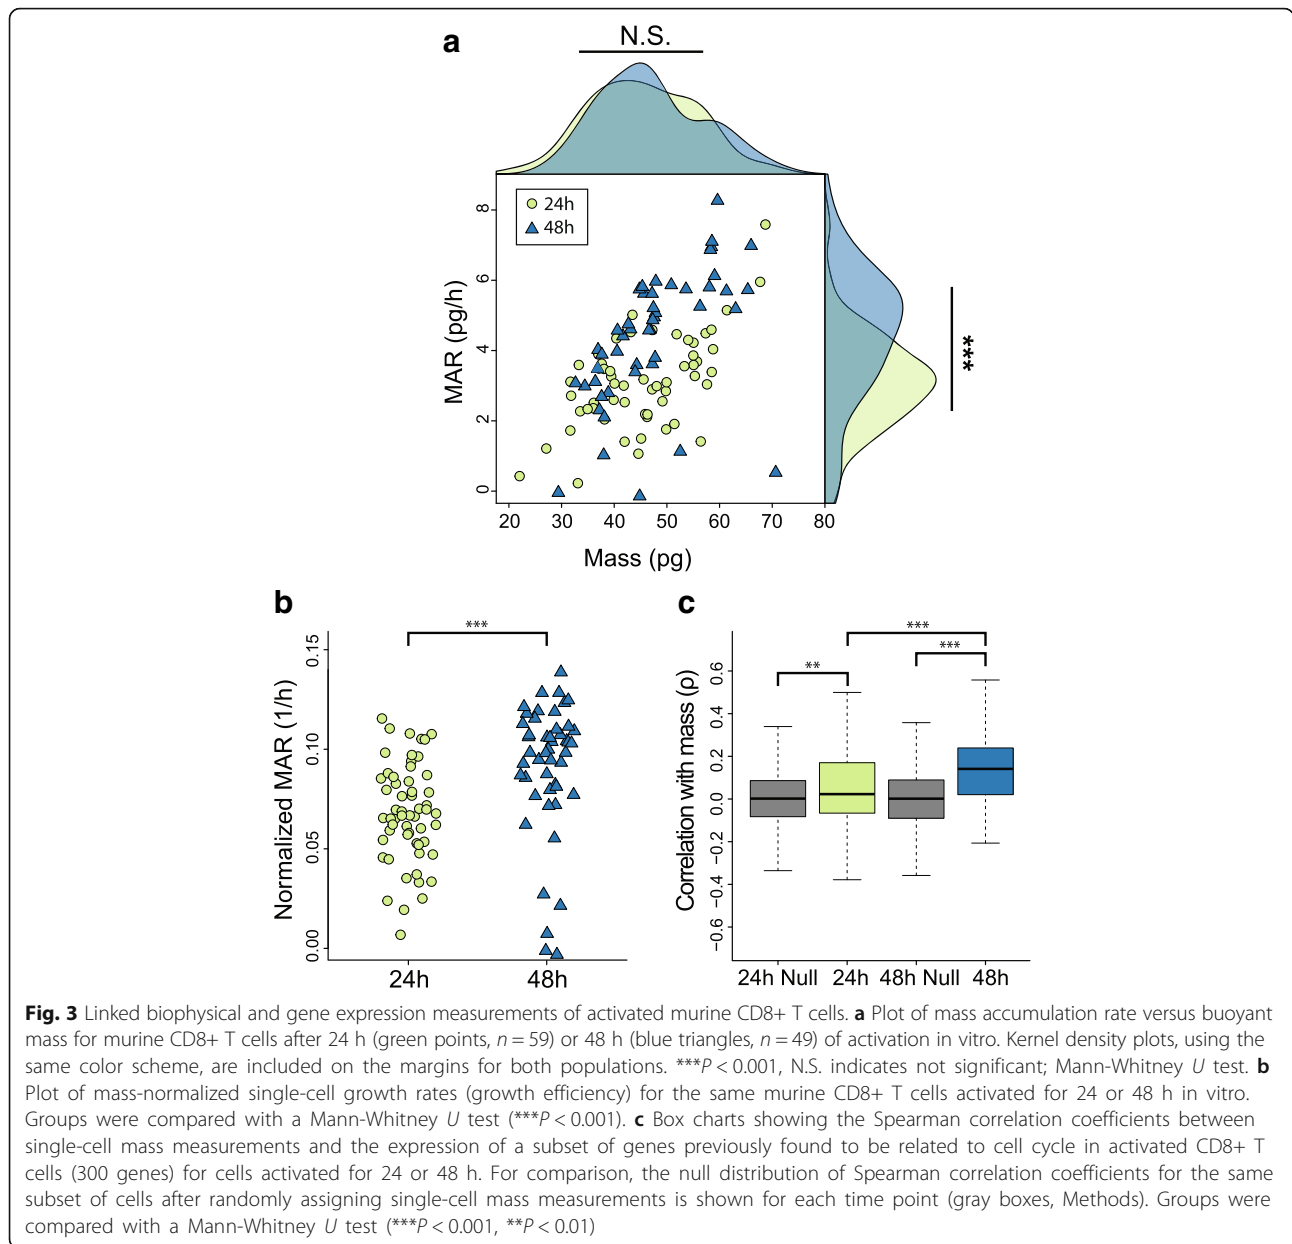 a
N.S.
24h
48h
8
6
4
2
0
MAR (pg/h)
***
20 30 40 50 60 70 80
Mass (pg)
b
***
0.15
0.10
0.05
0.00
Normalized MAR (1/h)
24h 48h
c
***
***
**
0.6
0.4
0.2
0.0
−0.2
−0.4
−0.6
Correlation with mass (ρ)
24h Null 24h 48h Null 48h
Fig. 3 Linked biophysical and gene expression measurements of activated murine CD8+ T cells. a Plot of mass accumulation rate versus buoyant
mass for murine CD8+ T cells after 24 h (green points, n = 59) or 48 h (blue triangles, n = 49) of activation in vitro. Kernel density plots, using the
same color scheme, are included on the margins for both populations. ***P < 0.001, N.S. indicates not significant; Mann-Whitney U test. b
Plot of mass-normalized single-cell growth rates (growth efficiency) for the same murine CD8+ T cells activated for 24 or 48 h in vitro.
Groups were compared with a Mann-Whitney U test (***P < 0.001). c Box charts showing the Spearman correlation coefficients between
single-cell mass measurements and the expression of a subset of genes previously found to be related to cell cycle in activated CD8+ T
cells (300 genes) for cells activated for 24 or 48 h. For comparison, the null distribution of Spearman correlation coefficients for the same
subset of cells after randomly assigning single-cell mass measurements is shown for each time point (gray boxes, Methods). Groups were
compared with a Mann-Whitney U test (***P < 0.001, **P < 0.01)